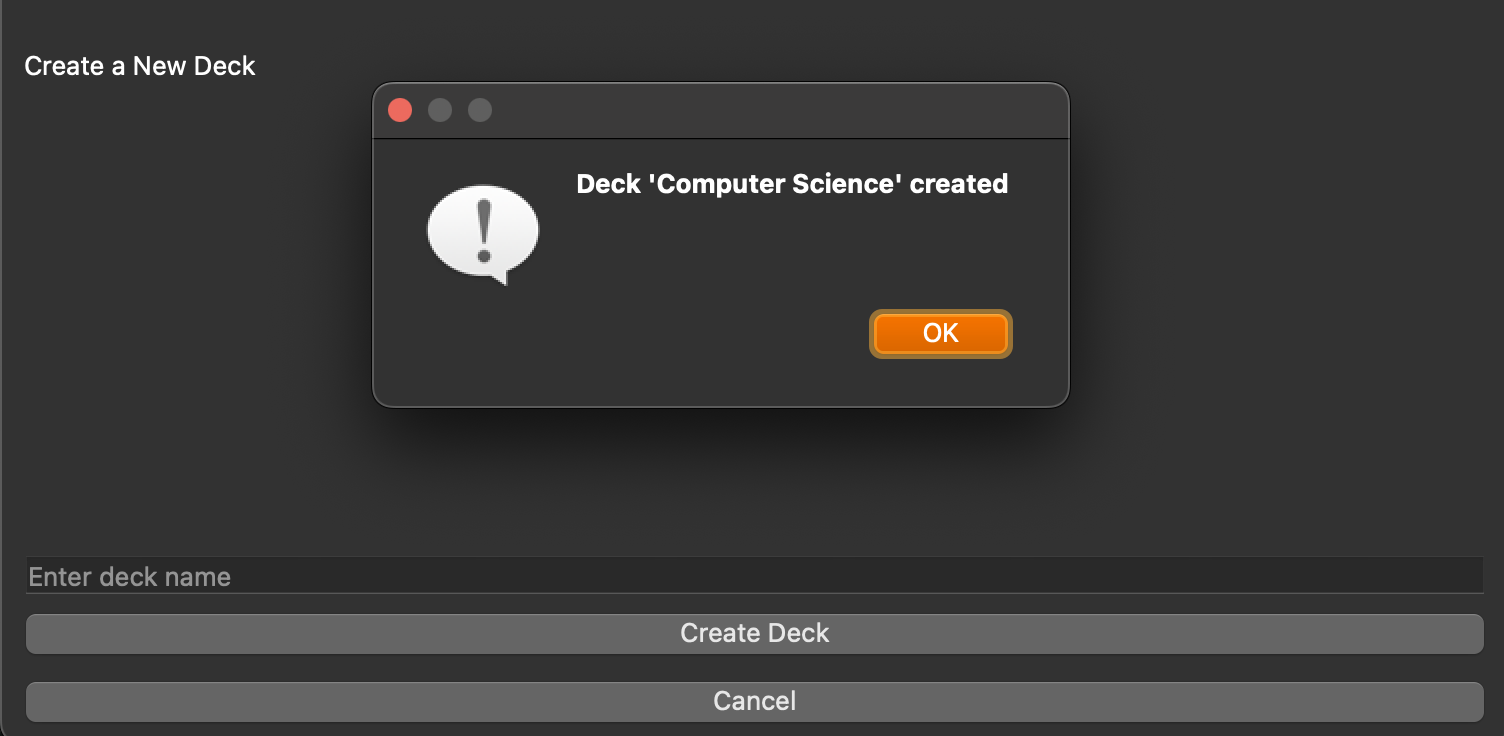 Create a New Deck
Deck 'Computer Science' created
OK
Enter deck name
Create Deck
Cancel